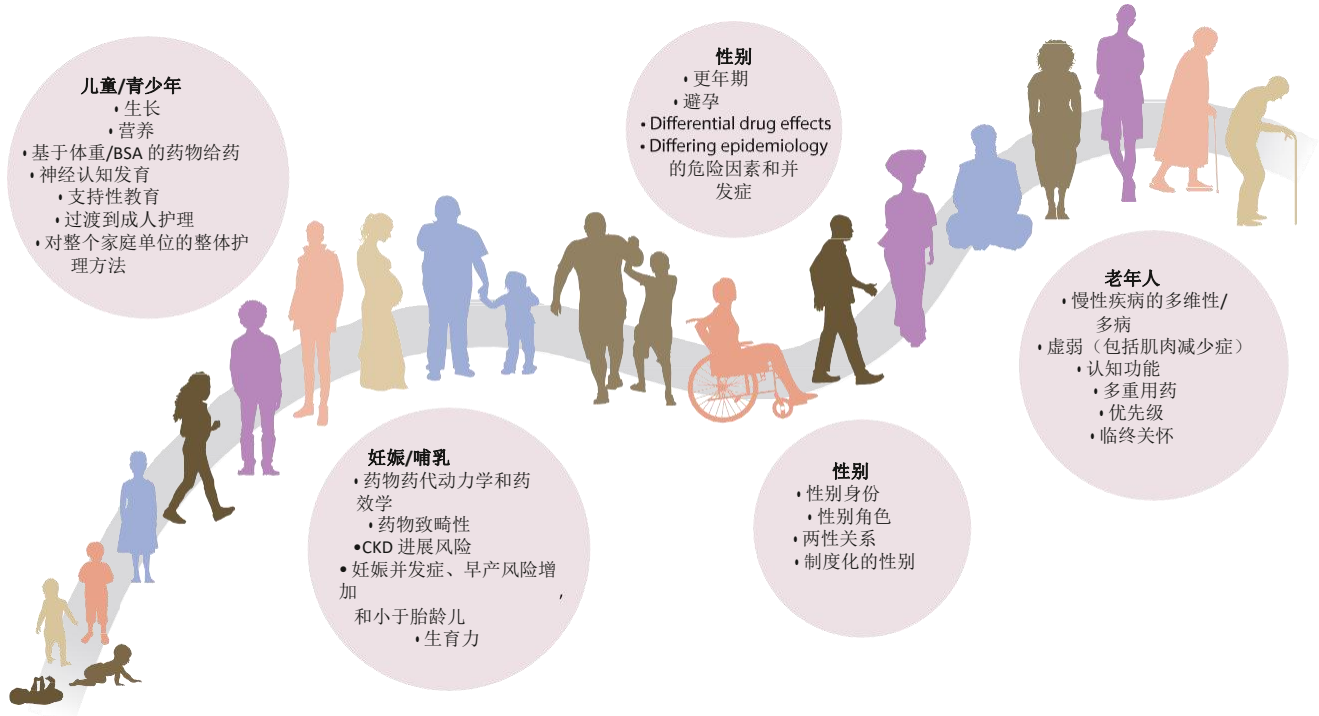 儿童/青少年
• 生长
• 营养
• 基于体重/BSA 的药物给药
• 神经认知发育
• 支持性教育
• 过渡到成人护理
• 对整个家庭单位的整体护
理方法
性别
• 更年期
• 避孕
• Differential drug effects
• Differing epidemiology
的危险因素和并
发症
妊娠/哺乳
• 药物药代动力学和药
效学
• 药物致畸性
•CKD 进展风险
• 妊娠并发症、早产风险增
加 ,
和小于胎龄儿
• 生育力
性别
• 性别身份
• 性别角色
• 两性关系
• 制度化的性别
老年人
• 慢性疾病的多维性/
多病
• 虚弱（包括肌肉减少症）
• 认知功能
• 多重用药
• 优先级
• 临终关怀